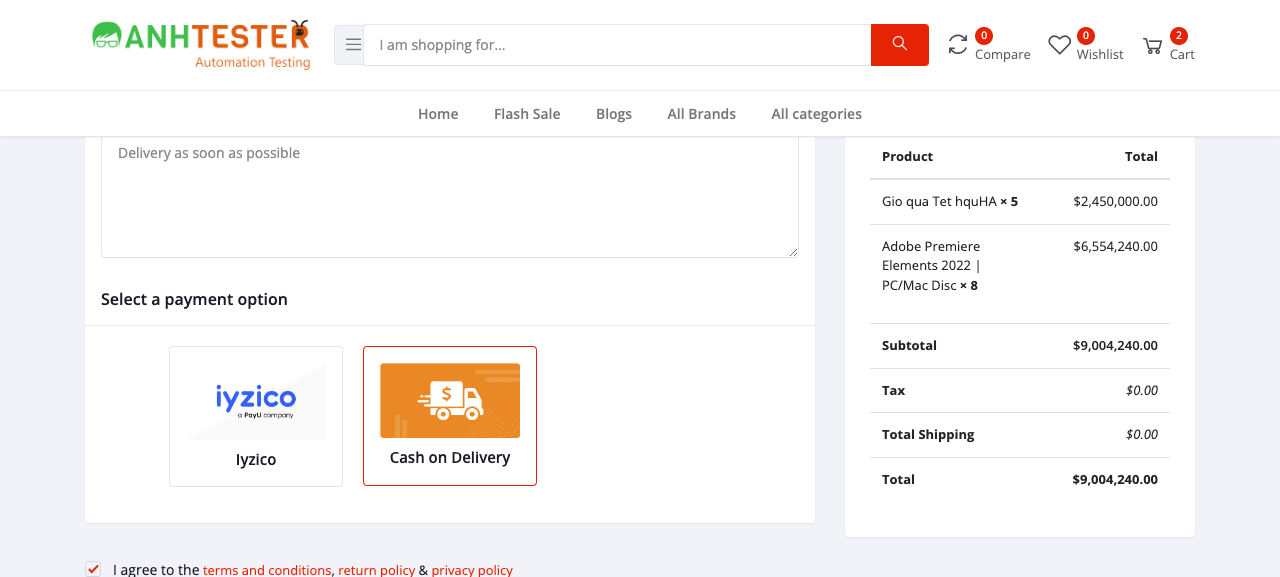 ANHTESTER
Automation Testing
I am shopping for...
0
Compare
0
Wishlist
2
Cart
Home
Flash Sale
Blogs
All Brands
All categories
Delivery as soon as possible
Select a payment option
iyzico
a PayU company
Iyzico
$
Cash on Delivery
I agree to the terms and conditions, return policy & privacy policy
Product Total
Gio qua Tet hquHA × 5 $2,450,000.00
Adobe Premiere $6,554,240.00
Elements 2022 |
PC/Mac Disc × 8
Subtotal $9,004,240.00
Tax $0.00
Total Shipping $0.00
Total $9,004,240.00